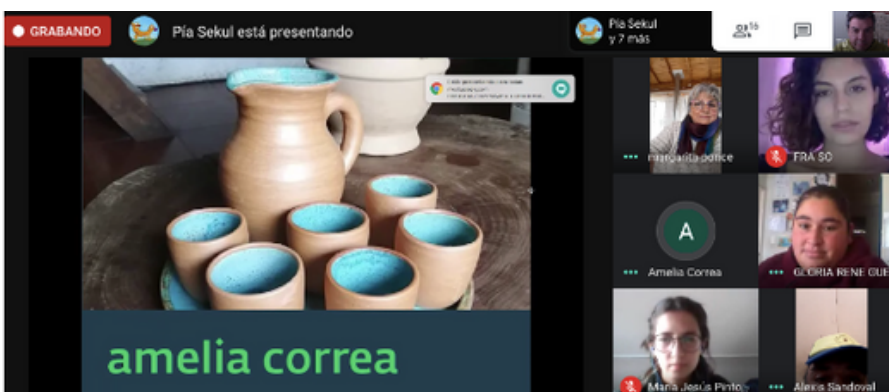 GRABANDO
Pía Sekul está presentando
Pía Sekul
y 7 más
16
margarita ponce
FRA SO
A
Amelia Correa
GLORIA RENE GUE
María Jesús Pinto
Alexis Sandoval
amelia correa